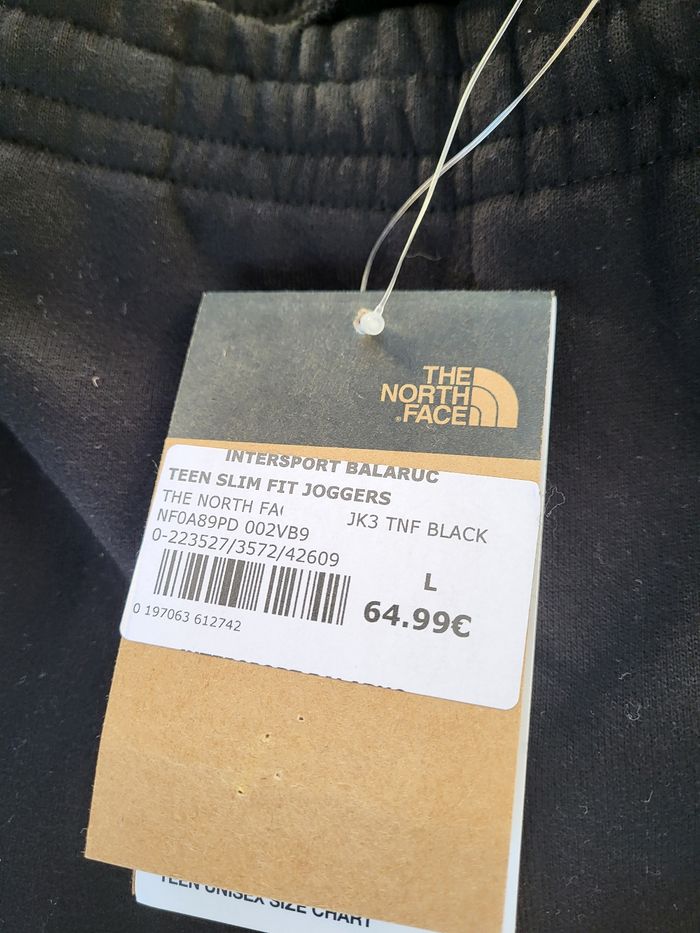 THE
NORTH
FACE
INTERSPORT BALARUC
TEEN SLIM FIT JOGGERS
THE NORTH FA
JK3 TNF BLACK
NF0A89PD 002VB9
0-223527/3572/42609
L
0 197063 612742
64.99€
TEEN UNISEX SIZE CHART